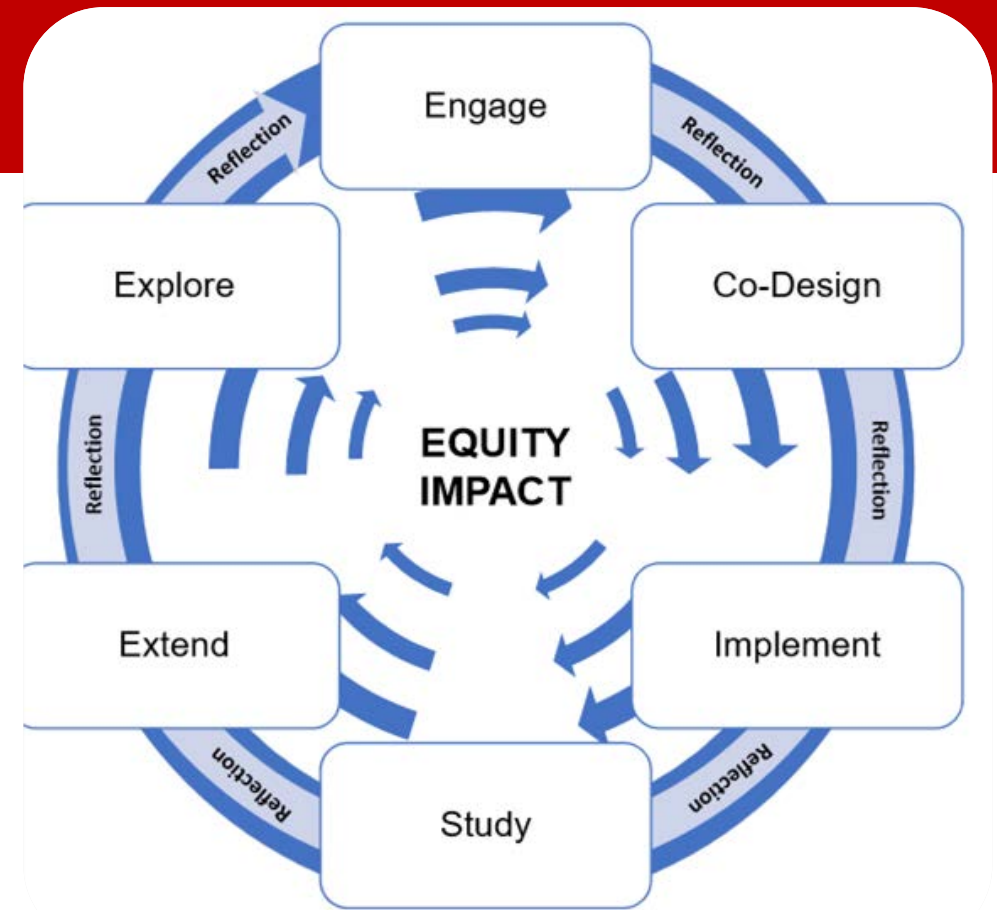 Engage
Reflection
Co-Design
Reflection
Implement
Reflection
Study
Reflection
Extend
Reflection
Explore
Reflection
EQUITY
IMPACT